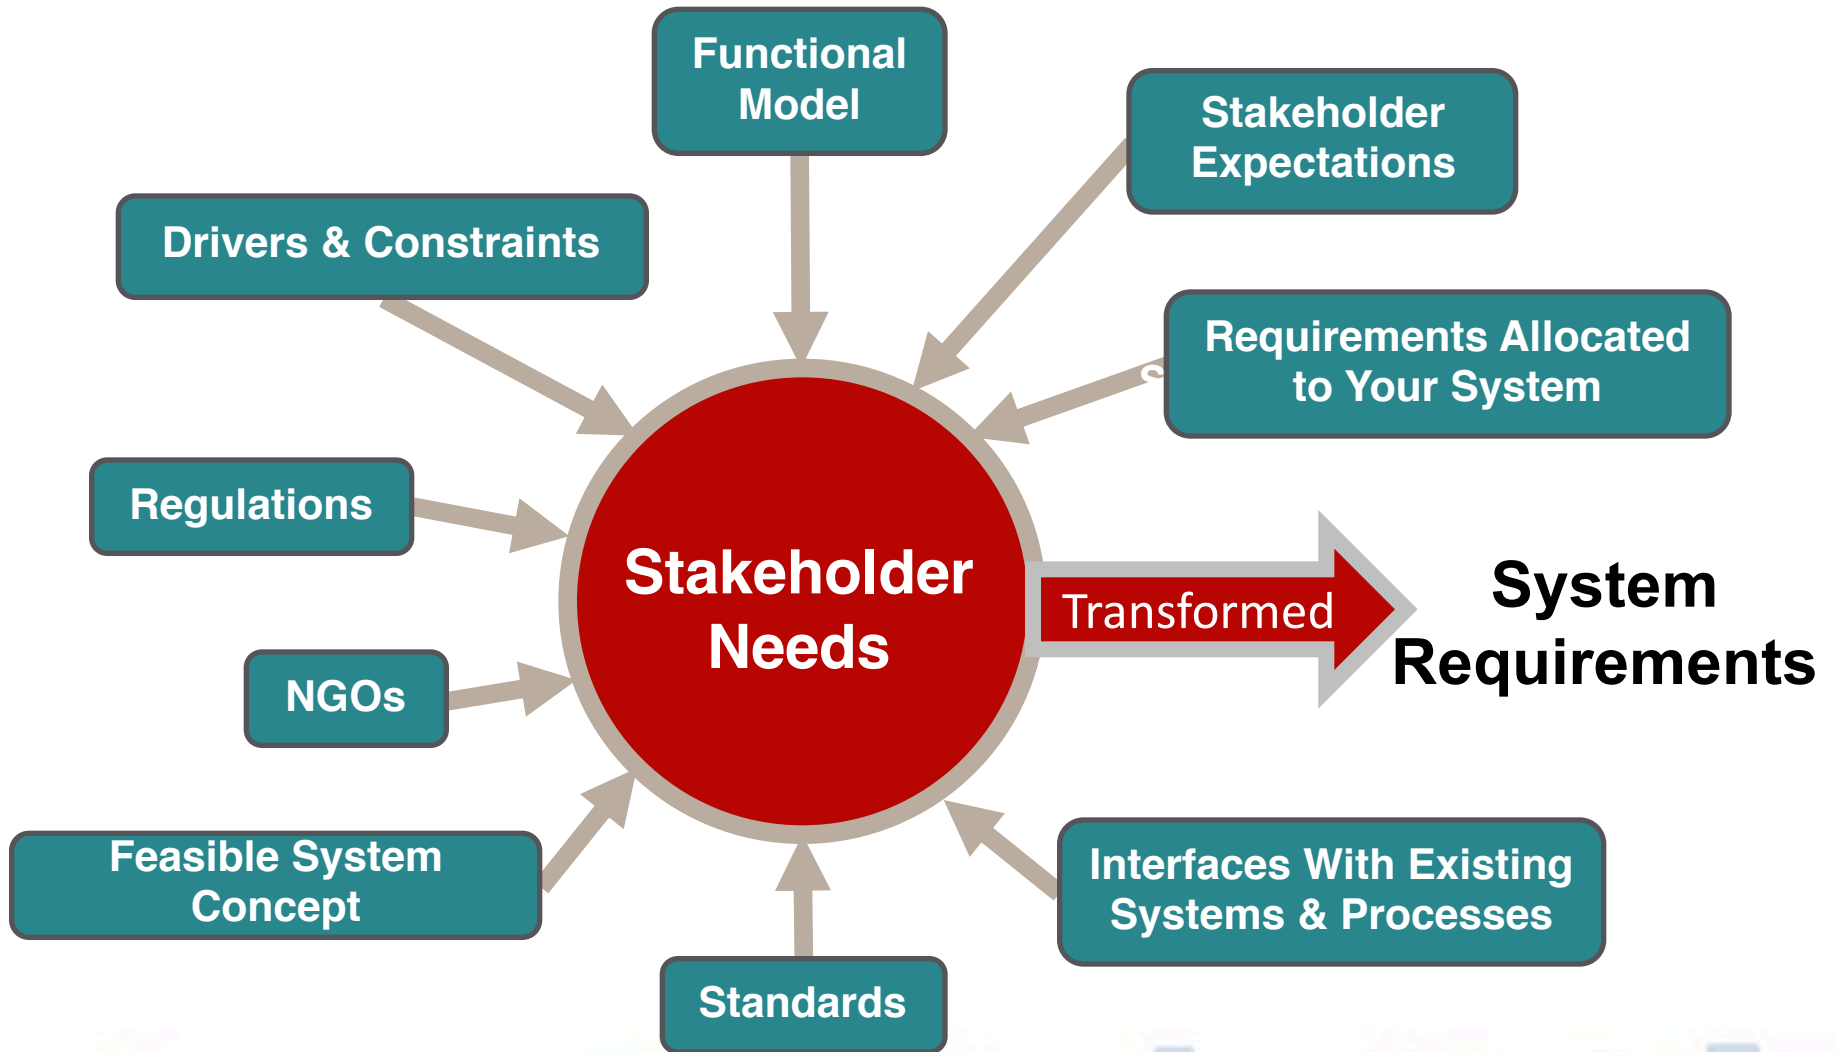 Functional
Model
Stakeholder
Expectations
Drivers & Constraints
Requirements Allocated
to Your System
Regulations
Stakeholder
Needs
Transformed
System
Requirements
NGOs
Feasible System
Concept
Interfaces With Existing
Systems & Processes
Standards